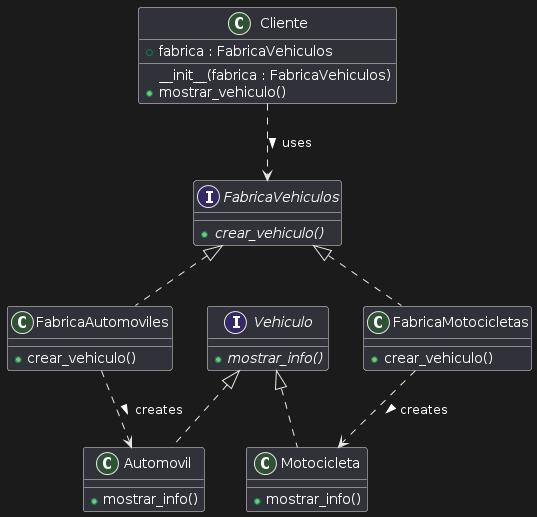 C Cliente
fabrica : FabricaVehiculos
__init__(fabrica : FabricaVehiculos)
mostrar_vehiculo()
uses
I FabricaVehiculos
crear_vehiculo()
C FabricaAutomoviles
crear_vehiculo()
I Vehiculo
mostrar_info()
C FabricaMotocicletas
crear_vehiculo()
creates
creates
C Automovil
mostrar_info()
C Motocicleta
mostrar_info()